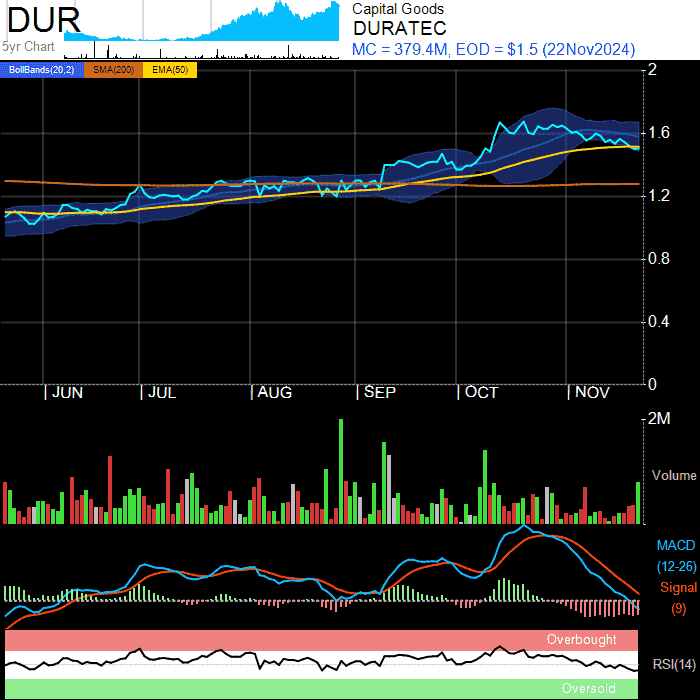 DUR
5yr Chart
Capital Goods
DURATEC
MC = 379.4M, EOD = $1.5 (22Nov2024)
BollBands(20,2) SMA(200) EMA(50)
2
1.6
1.2
0.8
0.4
0
JUN JUL AUG SEP OCT NOV
2M
Volume
MACD
(12-26)
Signal
(9)
Overbought
RSI(14)
Oversold